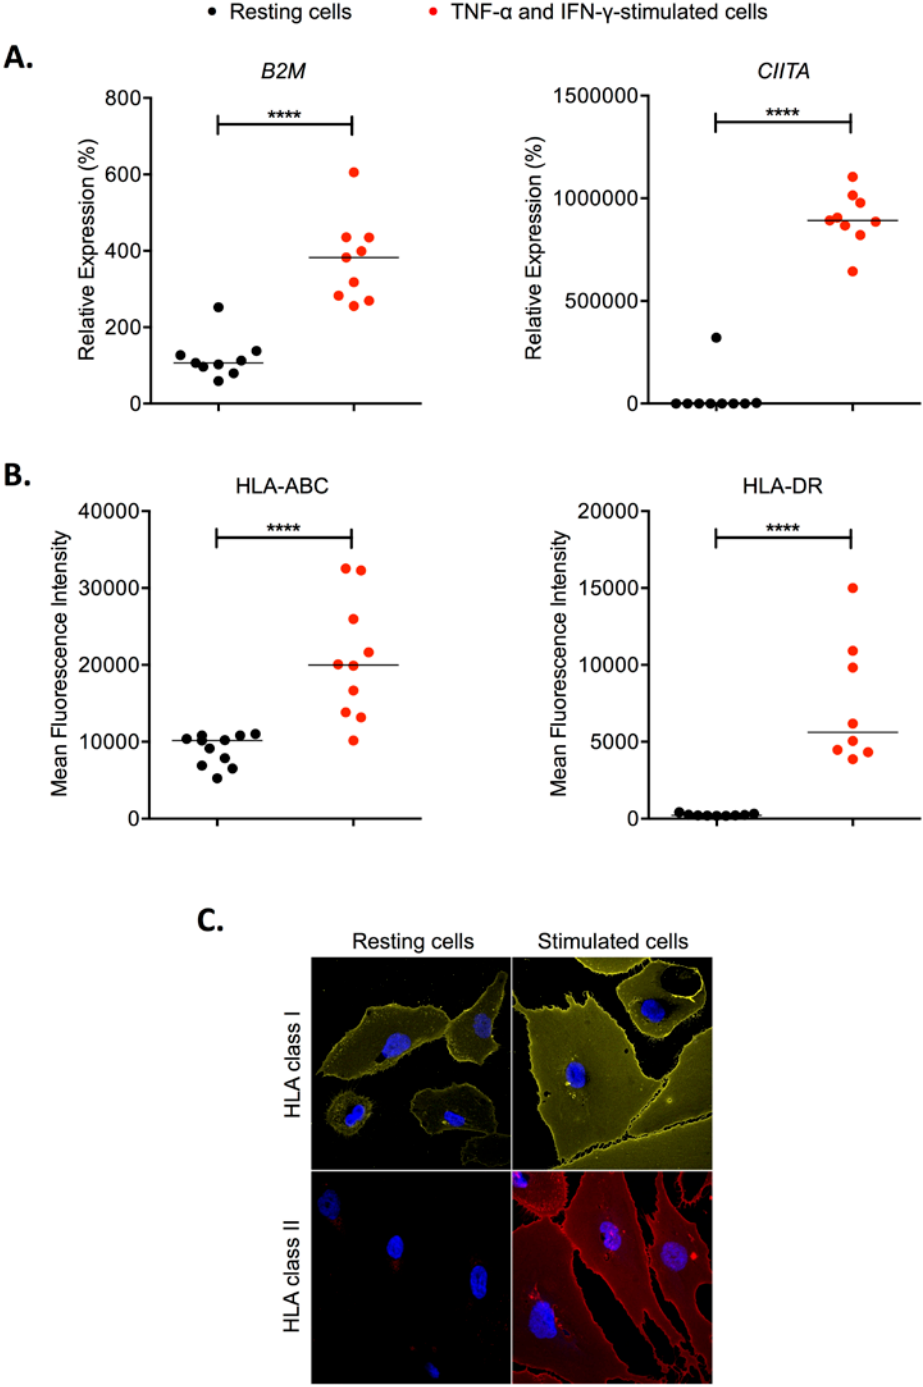 Resting cells TNF-α and IFN-γ-stimulated cells
A.
B2M
CIITA
800
600
400
200
0
Relative Expression (%)
****
1500000
1000000
500000
0
Relative Expression (%)
****
B.
HLA-ABC
HLA-DR
40000
30000
20000
10000
0
Mean Fluorescence Intensity
****
20000
15000
10000
5000
0
Mean Fluorescence Intensity
****
C.
Resting cells Stimulated cells
HLA class I
HLA class II